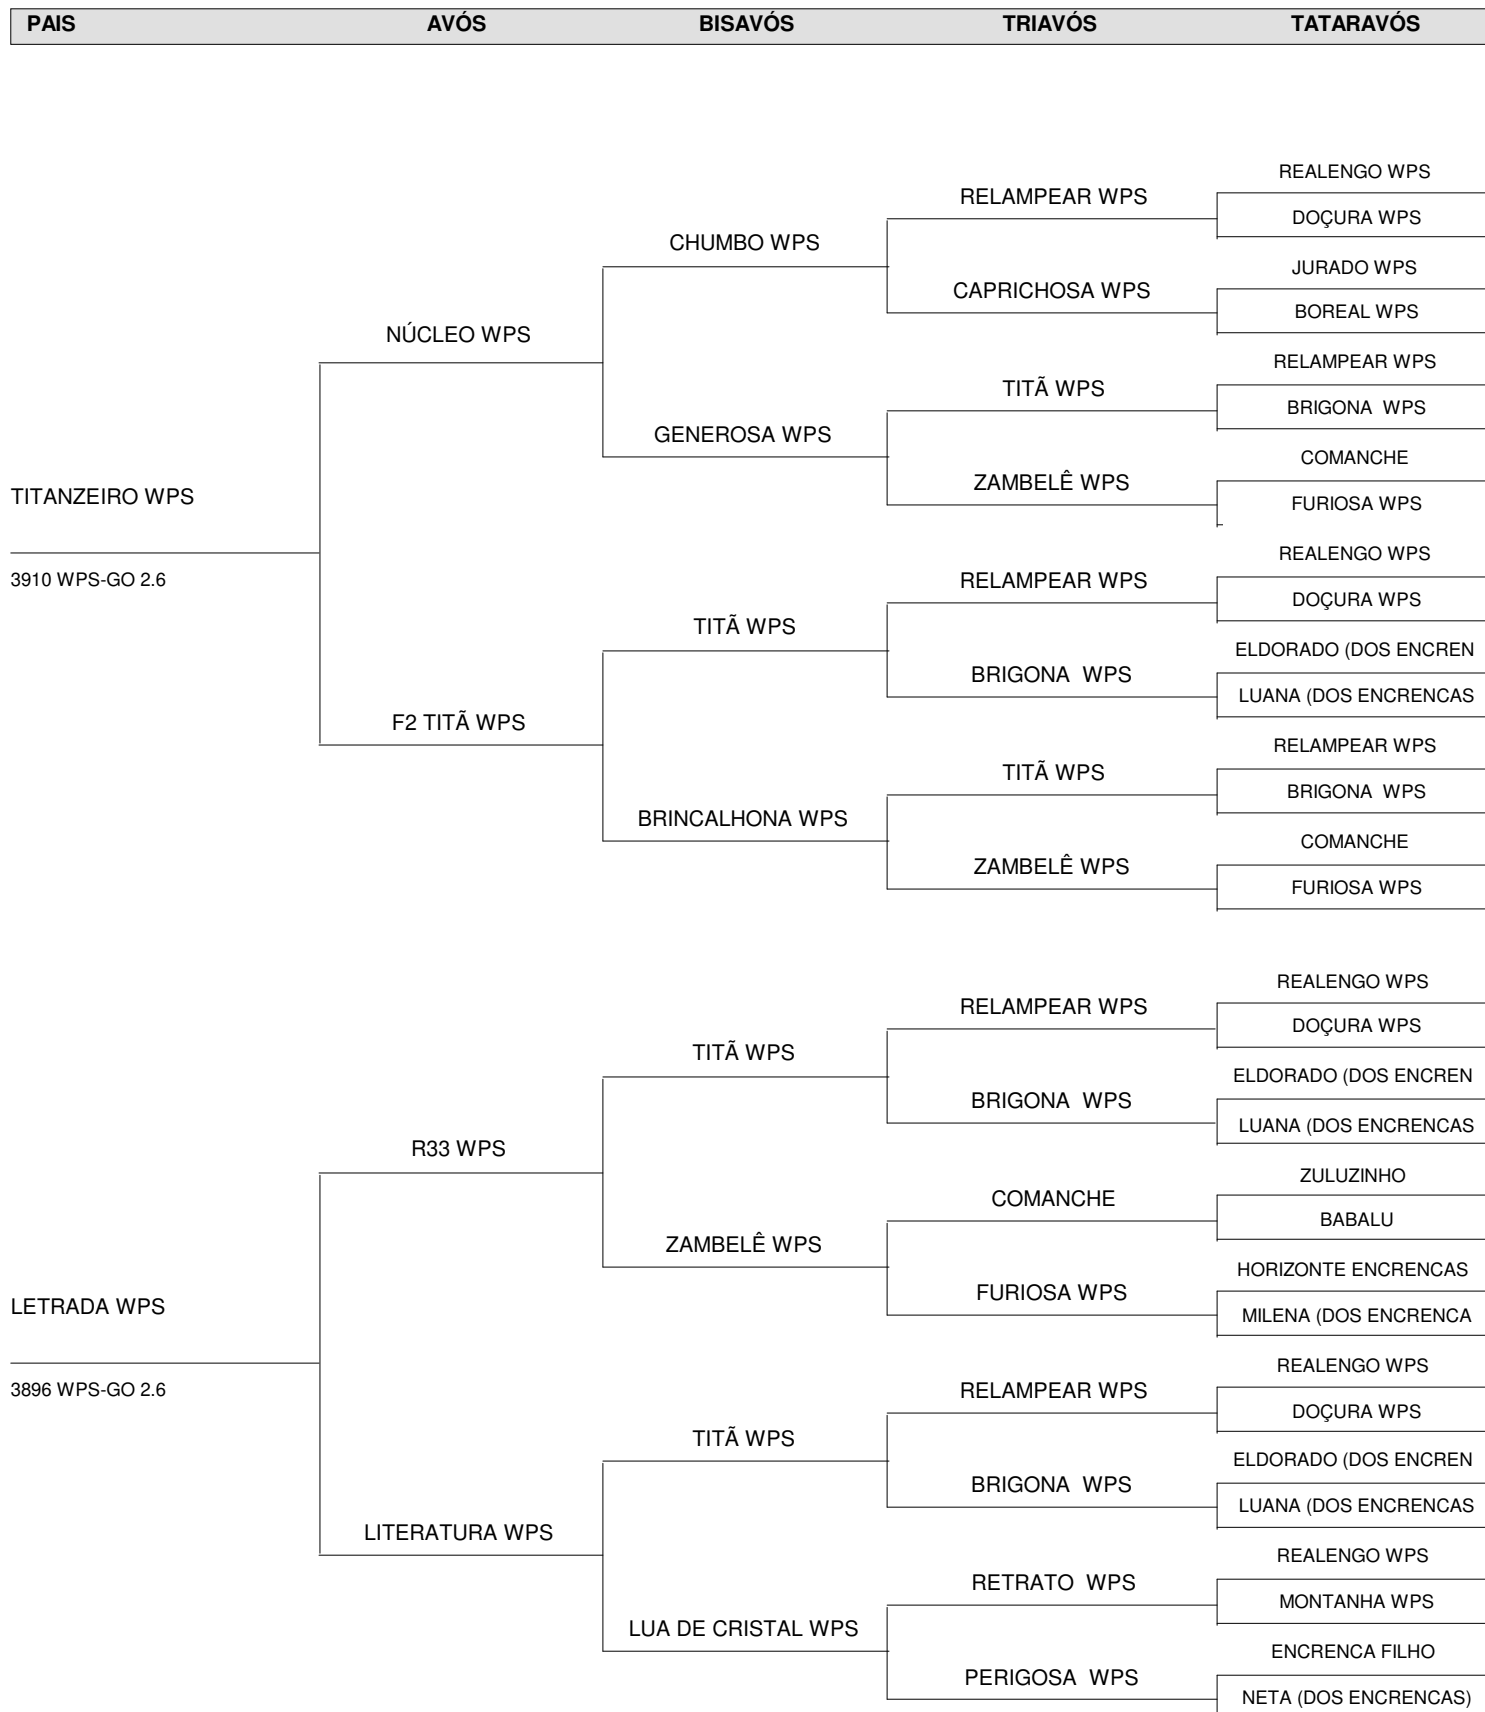 PAIS AVÓS BISAVÓS TRIAVÓS TATARAVÓS
REALENGO WPS
RELAMPEAR WPS
DOÇURA WPS
CHUMBO WPS
JURADO WPS
CAPRICHOSA WPS
BOREAL WPS
NÚCLEO WPS
RELAMPEAR WPS
TITÃ WPS
BRIGONA WPS
GENEROSA WPS
COMANCHE
ZAMBELÊ WPS
TITANZEIRO WPS
FURIOSA WPS
REALENGO WPS
3910 WPS-GO 2.6
RELAMPEAR WPS
DOÇURA WPS
TITÃ WPS
ELDORADO (DOS ENCREN
BRIGONA WPS
LUANA (DOS ENCRENCAS
F2 TITÃ WPS
RELAMPEAR WPS
TITÃ WPS
BRIGONA WPS
BRINCALHONA WPS
COMANCHE
ZAMBELÊ WPS
FURIOSA WPS
REALENGO WPS
RELAMPEAR WPS
DOÇURA WPS
TITÃ WPS
ELDORADO (DOS ENCREN
BRIGONA WPS
LUANA (DOS ENCRENCAS
R33 WPS
ZULUZINHO
COMANCHE
BABALU
ZAMBELÊ WPS
HORIZONTE ENCRENCAS
FURIOSA WPS
LETRADA WPS
MILENA (DOS ENCRENCA
REALENGO WPS
3896 WPS-GO 2.6
RELAMPEAR WPS
DOÇURA WPS
TITÃ WPS
ELDORADO (DOS ENCREN
BRIGONA WPS
LUANA (DOS ENCRENCAS
LITERATURA WPS
REALENGO WPS
RETRATO WPS
MONTANHA WPS
LUA DE CRISTAL WPS
ENCRENCA FILHO
PERIGOSA WPS
NETA (DOS ENCRENCAS)